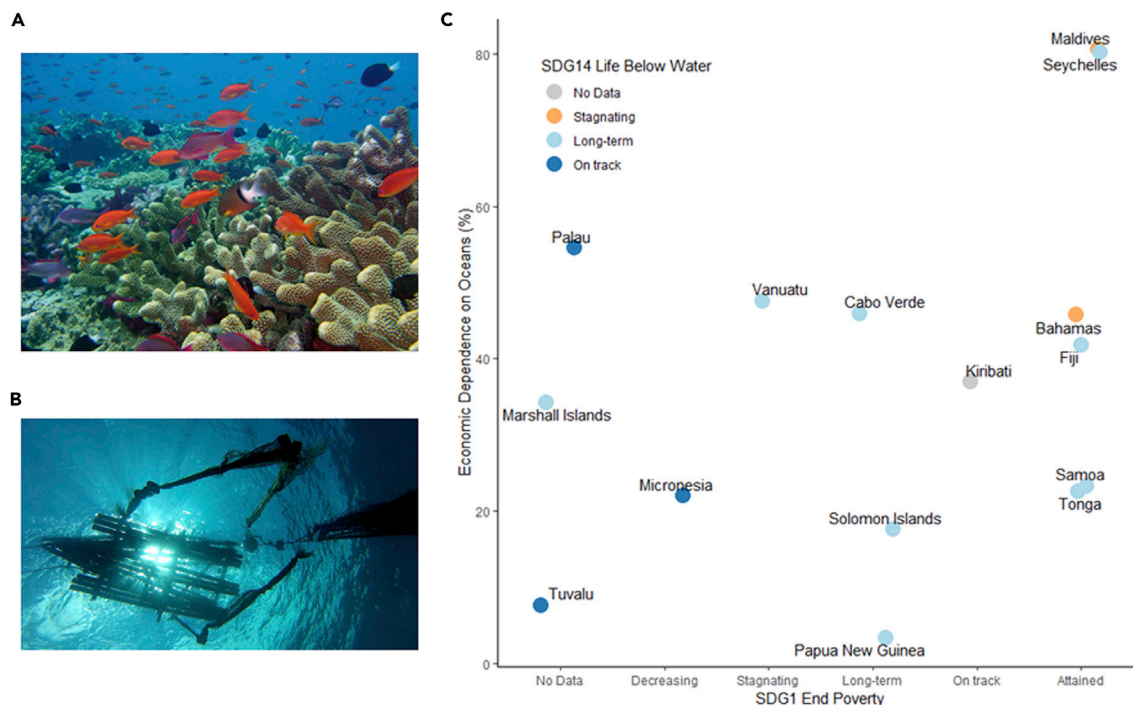 A
B
C
SDG14 Life Below Water
No Data
Stagnating
Long-term
On track
Economic Dependence on Oceans (%)
80
60
40
20
0
Maldives
Seychelles
Palau
Vanuatu
Cabo Verde
Bahamas
Fiji
Kiribati
Marshall Islands
Micronesia
Samoa
Tonga
Solomon Islands
Tuvalu
Papua New Guinea
No Data
Decreasing
Stagnating
Long-term
On track
Attained
SDG1 End Poverty